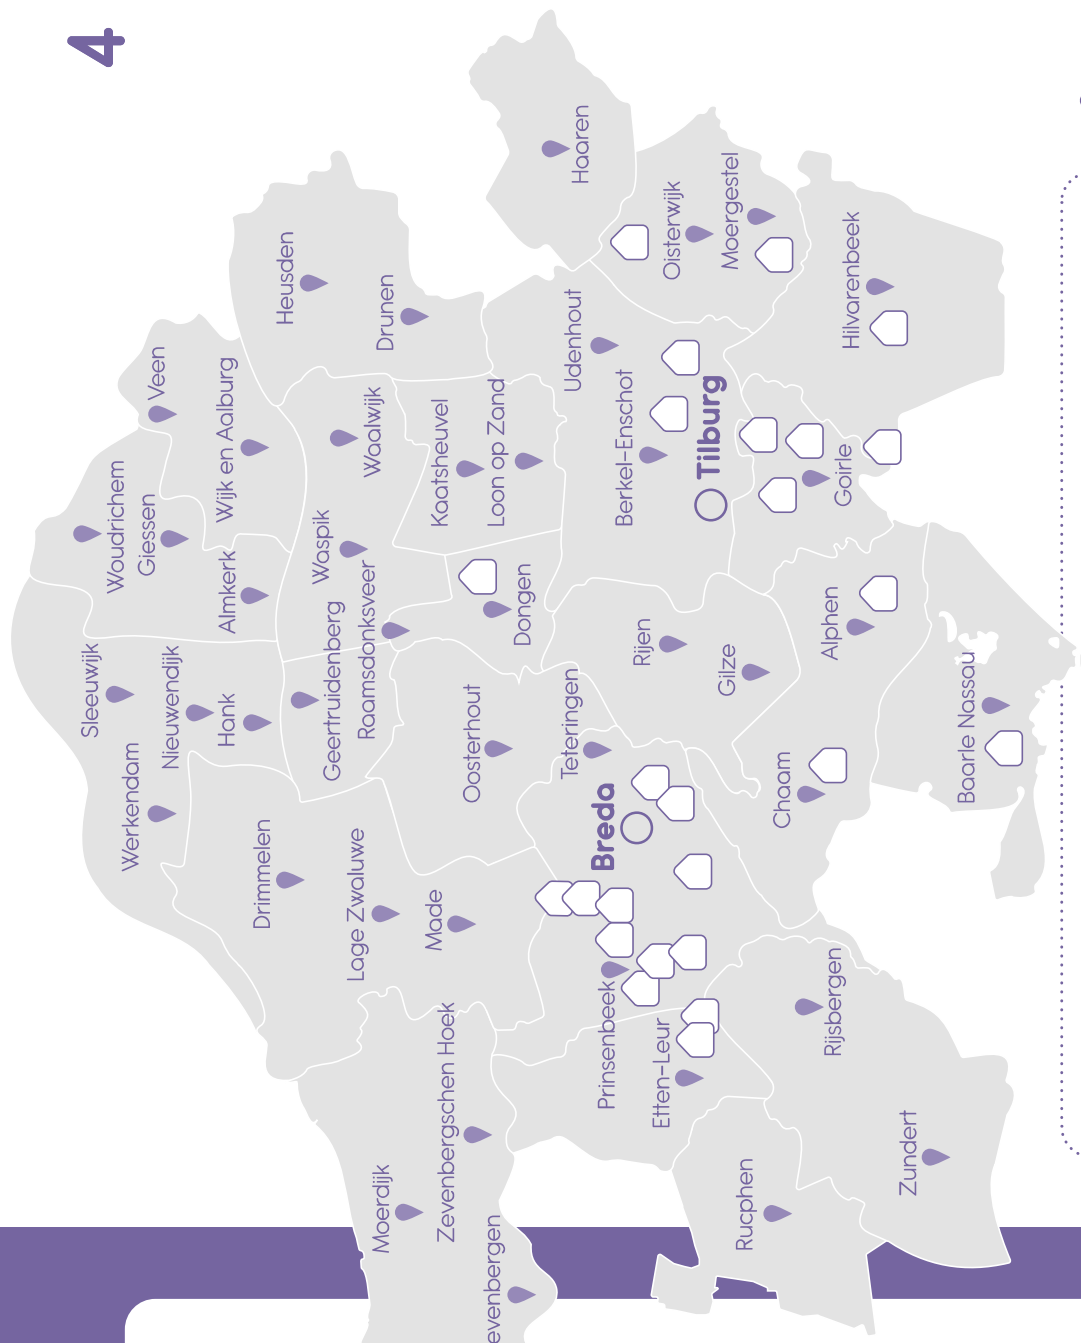 4
Haaren
Oisterwijk
Moergestel
Hilvarenbeek
Heusden
Drunen
Udenhout
Berkel-Enschot
Tilburg
Goirle
Veen
Wijk en Aalburg
Waalwijk
Kaatsheuvel
Loon op Zand
Woudrichem
Giessen
Almkerk
Waspik
Raamsdonksveer
Geertruidenberg
Dongen
Rijen
Gilze
Alphen
Baarle Nassau
Sleeuwijk
Nieuwendijk
Hank
Werkendam
Oosterhout
Teteringen
Breda
Chaam
Drimmelen
Lage Zwaluwe
Made
Prinsenbeek
Etten-Leur
Rijsbergen
Zundert
Rucphen
Zevenbergschen Hoek
Moerdijk
evenbergen